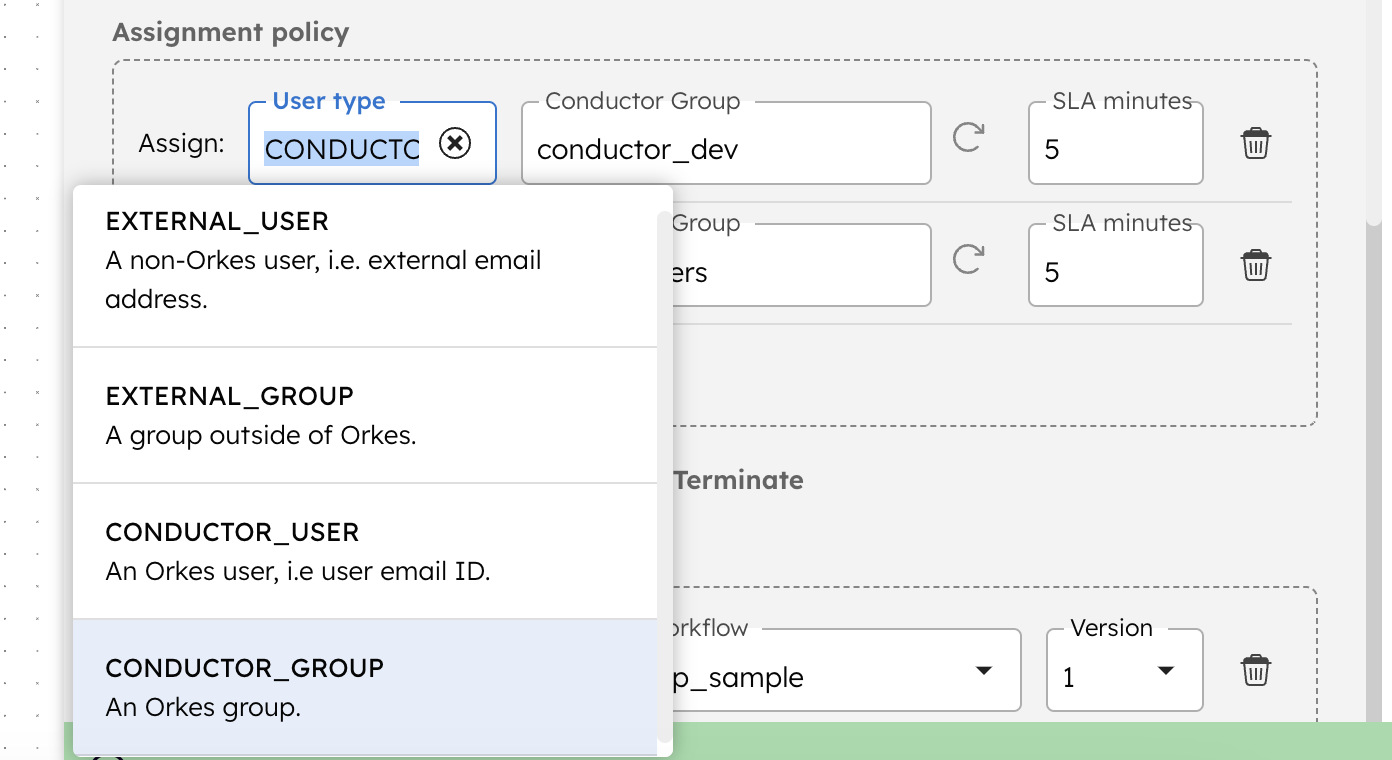 Assignment policy
User type
Conductor Group
SLA minutes
Assign:
CONDUCTO
conductor_dev
5
Group
SLA minutes
ers
5
EXTERNAL_USER
A non-Orkes user, i.e. external email
address.
EXTERNAL_GROUP
A group outside of Orkes.
CONDUCTOR_USER
An Orkes user, i.e user email ID.
CONDUCTOR_GROUP
An Orkes group.
Terminate
orkflow
Version
p_sample
1